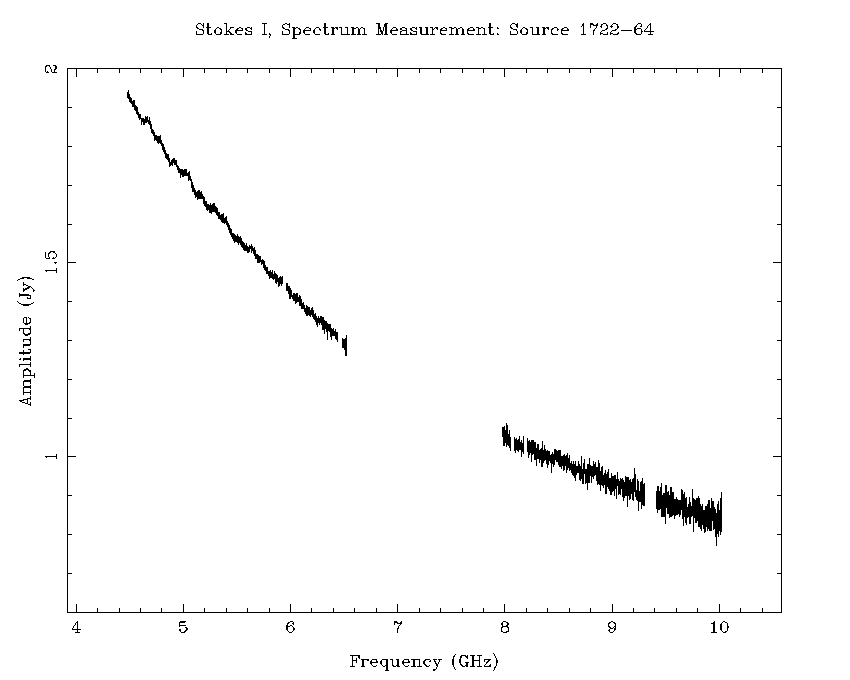 Stokes I, Spectrum Measurement: Source 1722−64
2
1.5
1
Amplitude (Jy)
4 5 6 7 8 9 10
Frequency (GHz)